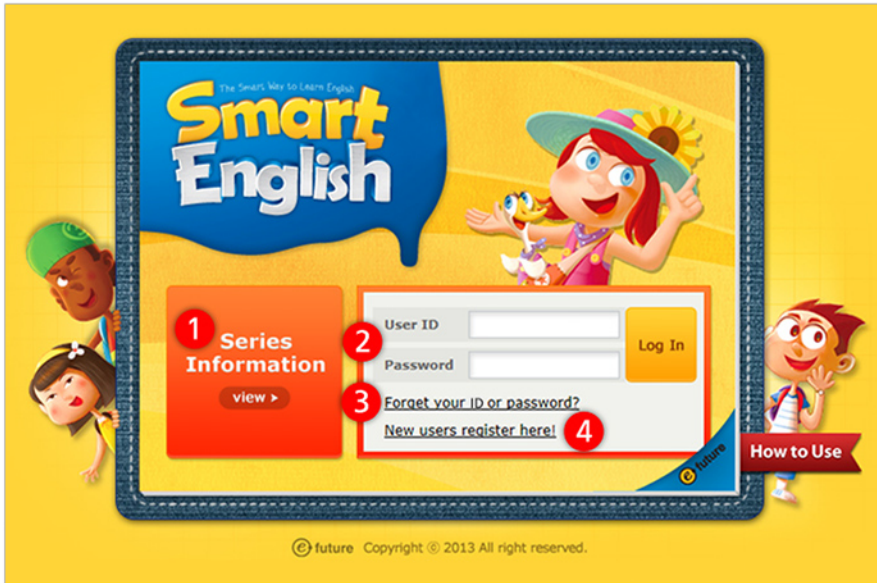 The Smart Way to Learn English
Smart
English
1
Series
Information
view
2
User ID
Password
Log In
3
Forget your ID or password?
New users register here!
4
e future
How to Use
e future Copyright © 2013 All right reserved.